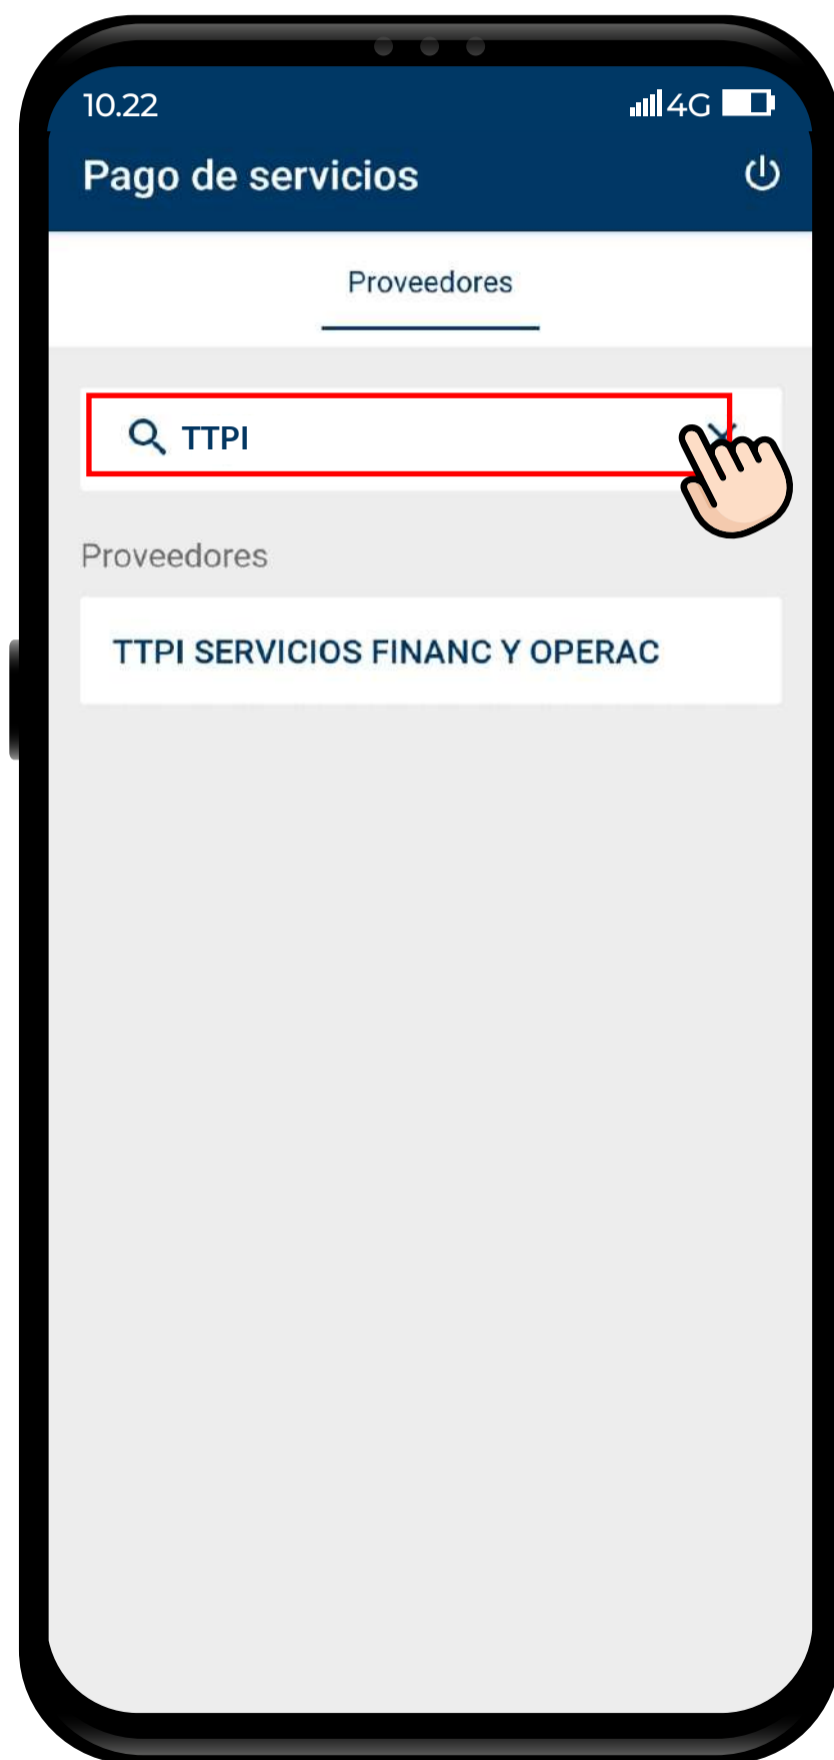 10.22
4G
Pago de servicios
Proveedores
TTPI
Proveedores
TTPI SERVICIOS FINANC Y OPERAC